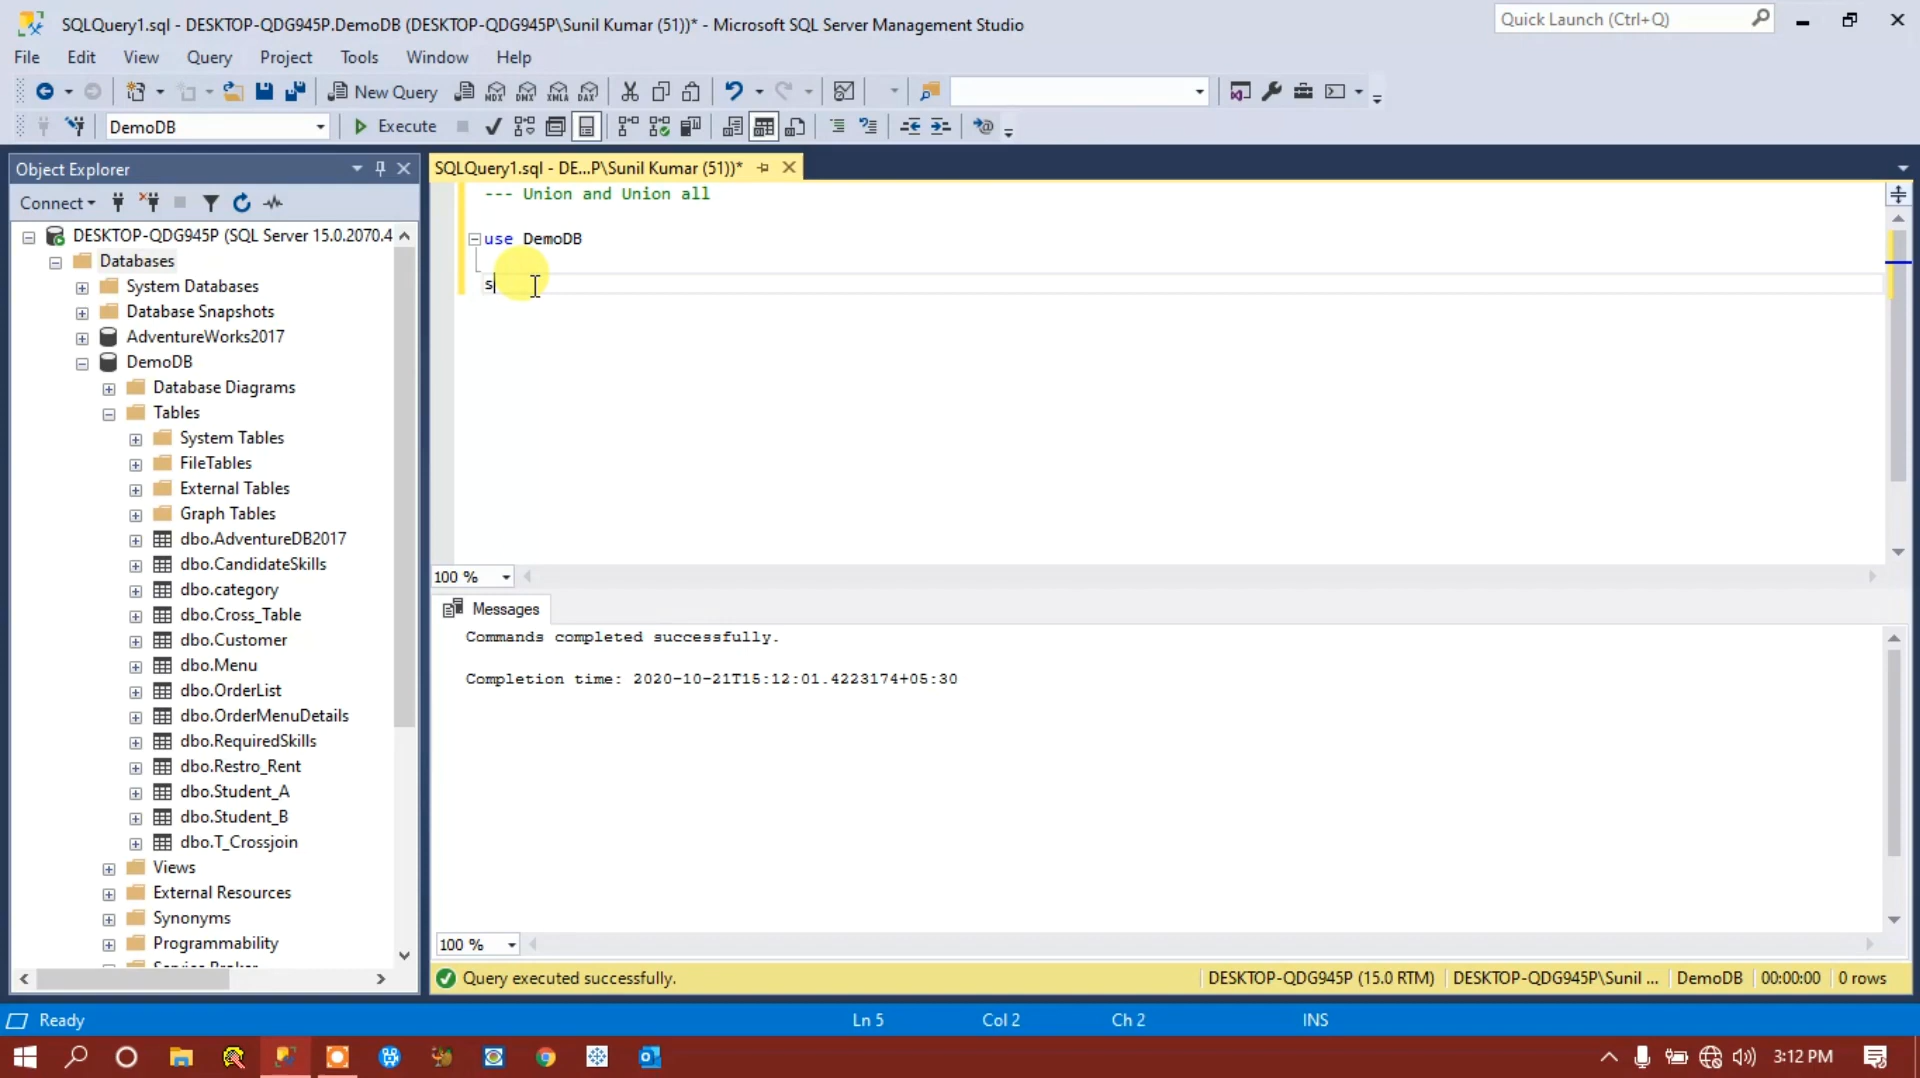 SQLQuery1.sql - DESKTOP-QDG945P.DemoDB (DESKTOP-QDG945P\Sunil Kumar (51))* - Microsoft SQL Server Management Studio
Quick Launch (Ctrl+Q)
File Edit View Query Project Tools Window Help
New Query
MDX DMX XMLA DAX
DemoDB
Execute
Object Explorer
SQLQuery1.sql - DE...P\Sunil Kumar (51))*
Connect
DESKTOP-QDG945P (SQL Server 15.0.2070.4
Databases
System Databases
Database Snapshots
AdventureWorks2017
DemoDB
Database Diagrams
Tables
System Tables
FileTables
External Tables
Graph Tables
dbo.AdventureDB2017
dbo.CandidateSkills
dbo.category
dbo.Cross_Table
dbo.Customer
dbo.Menu
dbo.OrderList
dbo.OrderMenuDetails
dbo.RequiredSkills
dbo.Restro_Rent
dbo.Student_A
dbo.Student_B
dbo.T_Crossjoin
Views
External Resources
Synonyms
Programmability
Service Broker
--- Union and Union all
use DemoDB
s
100 %
Messages
Commands completed successfully.
Completion time: 2020-10-21T15:12:01.4223174+05:30
100 %
Query executed successfully.
DESKTOP-QDG945P (15.0 RTM) DESKTOP-QDG945P\Sunil ... DemoDB 00:00:00 0 rows
Ready
Ln 5 Col 2 Ch 2 INS
3:12 PM